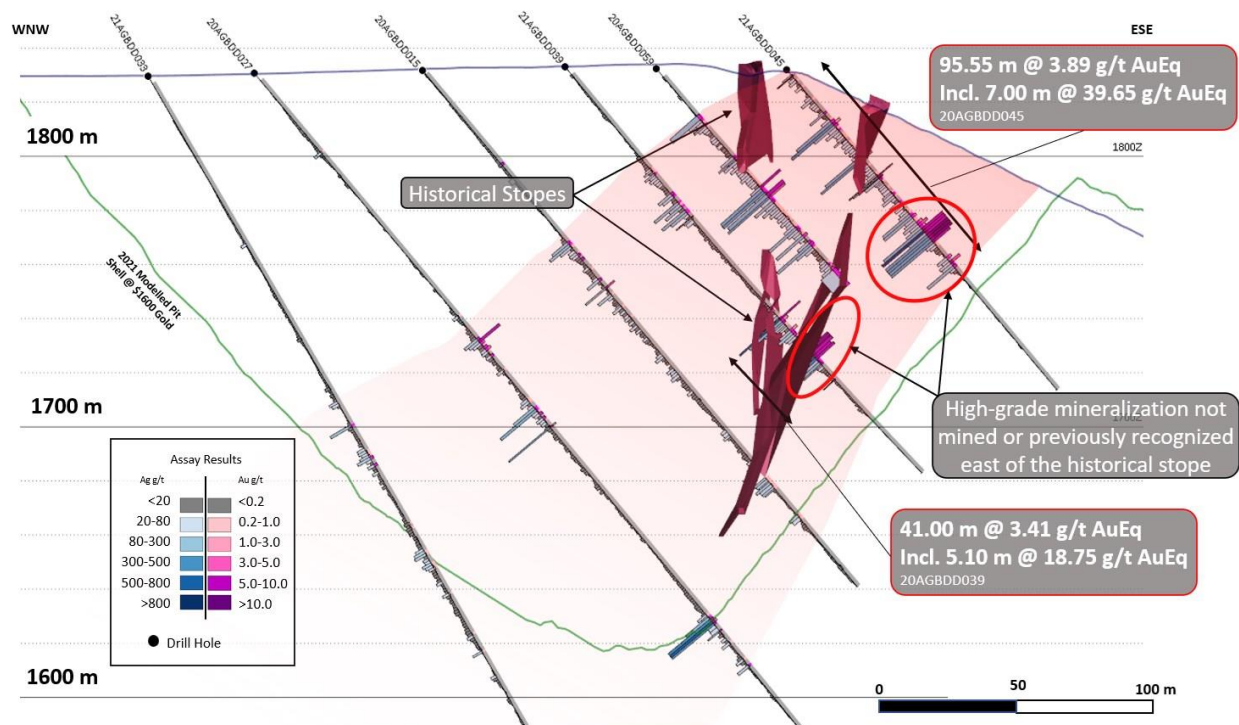 WNW
ESE
21AGBDD033
20AGBDD027
20AGBDD015
21AGBDD039
20AGBDD059
21AGBDD045
95.55 m @ 3.89 g/t AuEq
Incl. 7.00 m @ 39.65 g/t AuEq
20AGBDD045
1800 m
1800Z
Historical Stopes
2021 Modelled Pit
Shell @ $1600 Gold
1700 m
High-grade mineralization not
mined or previously recognized
east of the historical stope
Assay Results
Ag g/t
Au g/t
<20
<0.2
20-80
0.2-1.0
80-300
1.0-3.0
300-500
3.0-5.0
500-800
5.0-10.0
>800
>10.0
Drill Hole
41.00 m @ 3.41 g/t AuEq
Incl. 5.10 m @ 18.75 g/t AuEq
20AGBDD039
1600 m
0
50
100 m